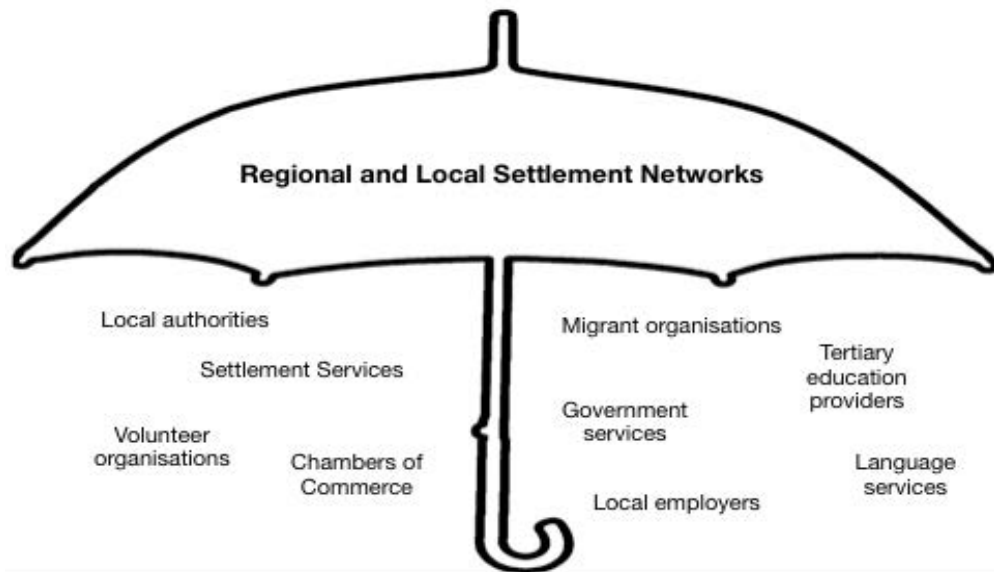 Regional and Local Settlement Networks
Local authorities
Settlement Services
Volunteer
organisations
Chambers of
Commerce
Migrant organisations
Tertiary
education
providers
Government
services
Language
services
Local employers